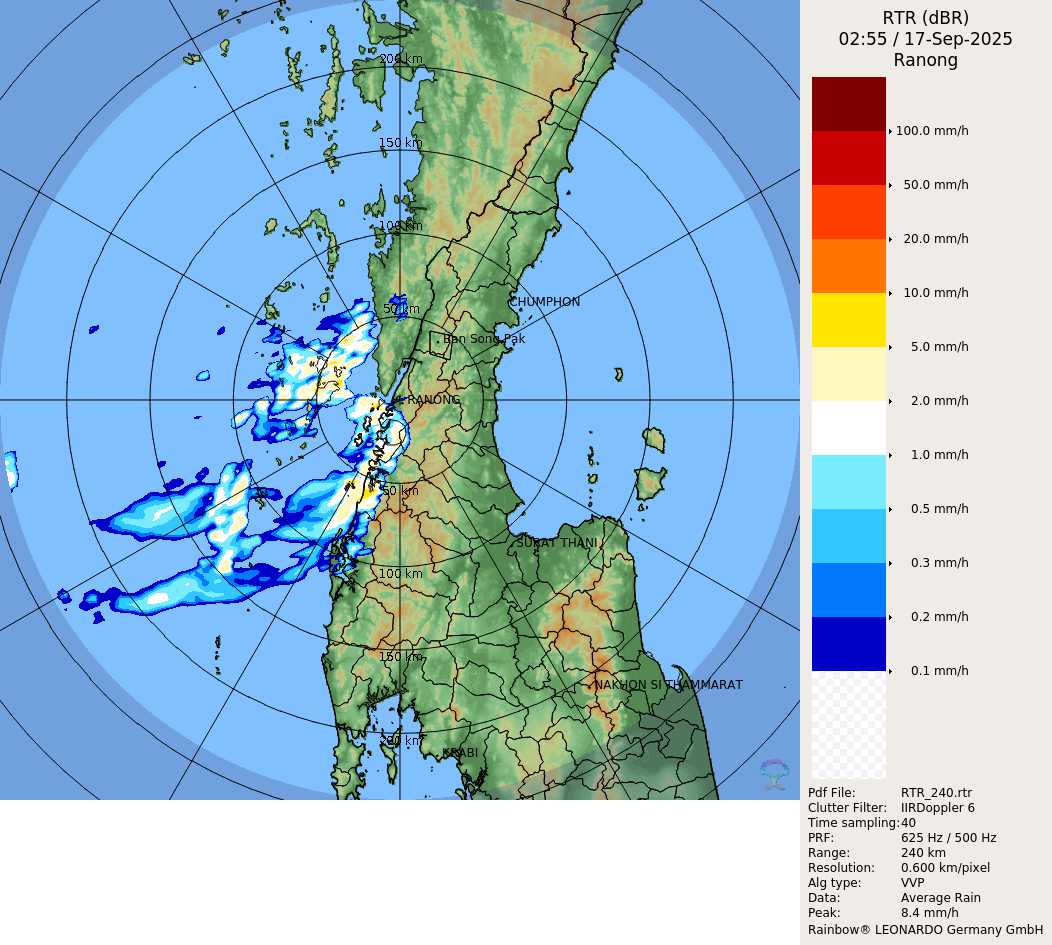 RTR (dBR)
02:55 / 17-Sep-2025
Ranong
200 km
150 km
100 km
50 km
CHUMPHON
Ban Song Pak
RANONG
50 km
SURAT THANI
100 km
150 km
NAKHON SI THAMMARAT
200 km
KRABI
100.0 mm/h
50.0 mm/h
20.0 mm/h
10.0 mm/h
5.0 mm/h
2.0 mm/h
1.0 mm/h
0.5 mm/h
0.3 mm/h
0.2 mm/h
0.1 mm/h
Pdf File: RTR_240.rtr
Clutter Filter: IIRDoppler 6
Time sampling:40
PRF: 625 Hz / 500 Hz
Range: 240 km
Resolution: 0.600 km/pixel
Alg type: VVP
Data: Average Rain
Peak: 8.4 mm/h
Rainbow® LEONARDO Germany GmbH